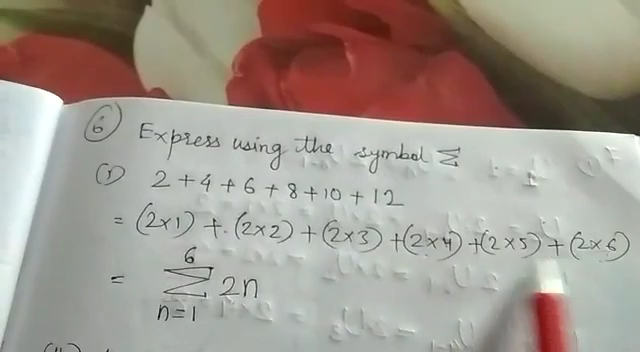 6 Express using the symbol Σ
(i) 2 + 4 + 6 + 8 + 10 + 12
= (2×1) + (2×2) + (2×3) + (2×4) + (2×5) + (2×6)
6
= Σ 2n
n=1